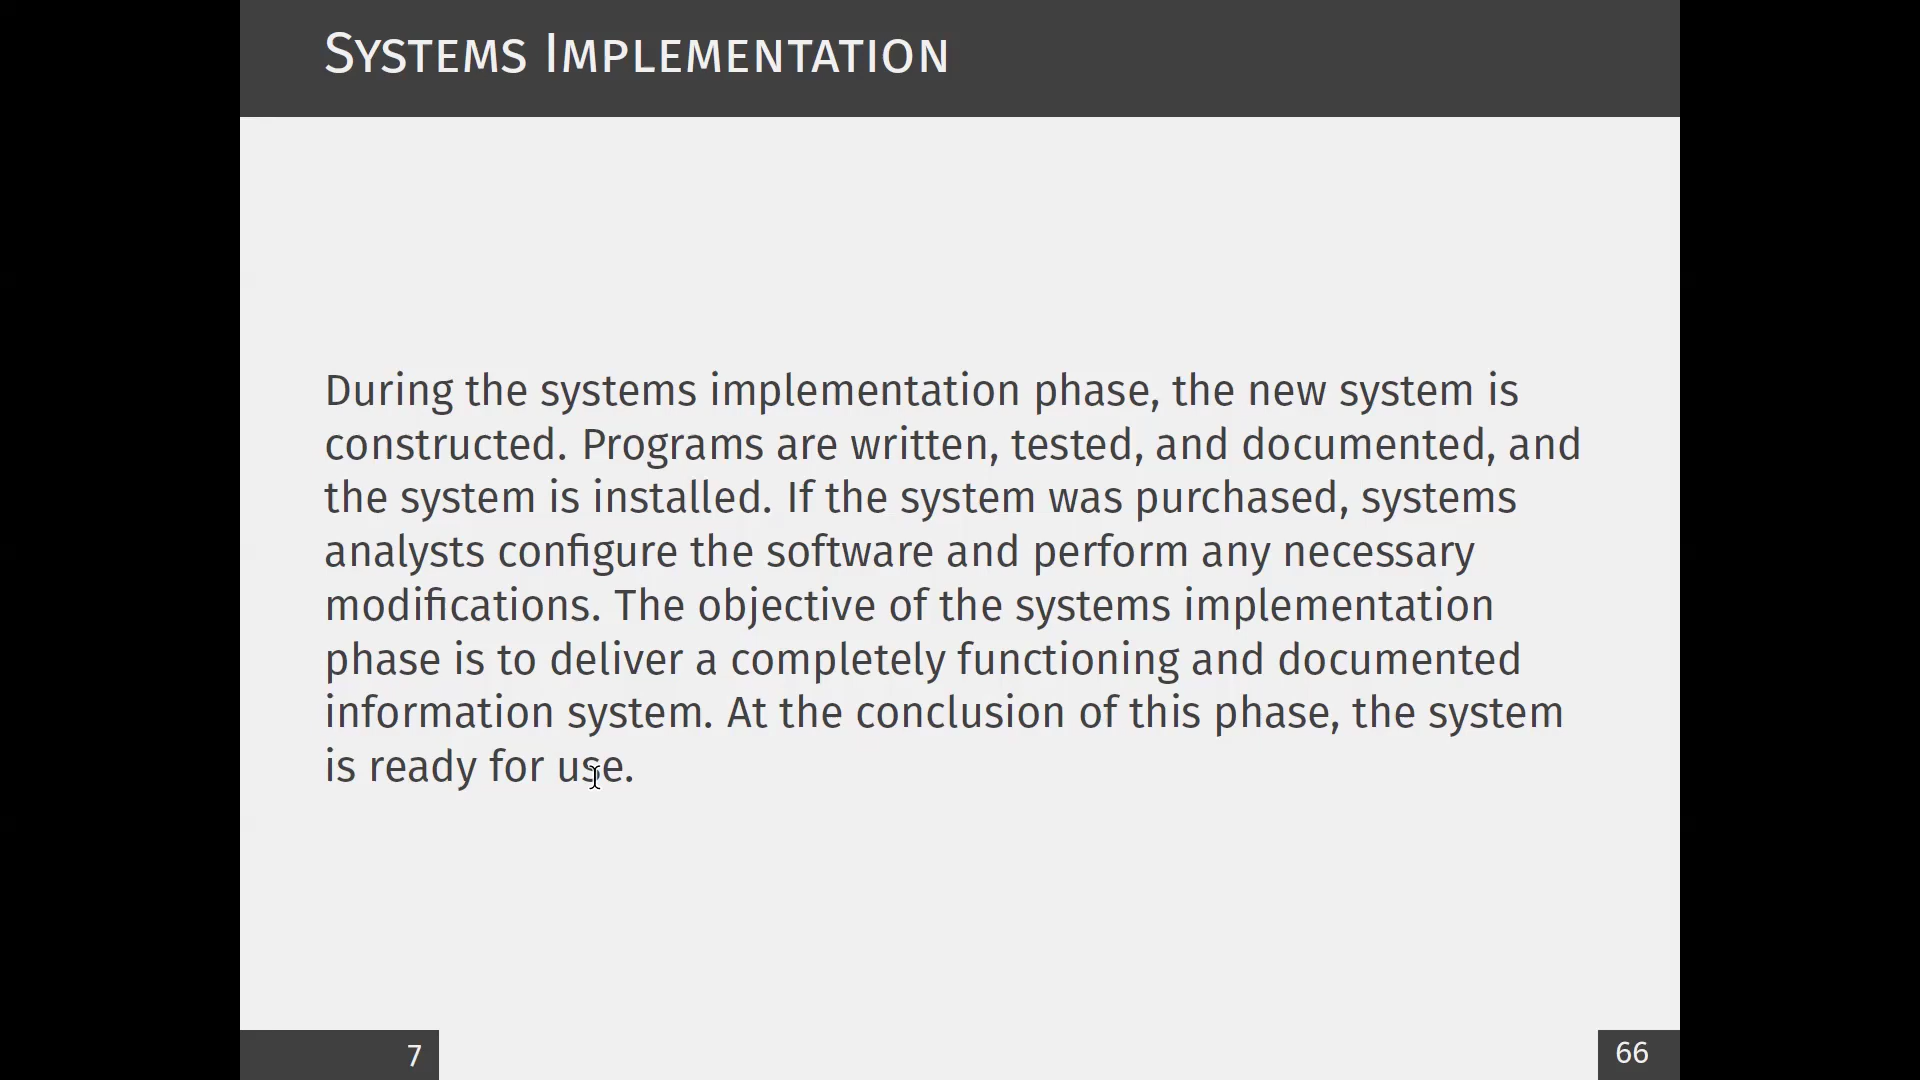 Systems Implementation
During the systems implementation phase, the new system is
constructed. Programs are written, tested, and documented, and
the system is installed. If the system was purchased, systems
analysts configure the software and perform any necessary
modifications. The objective of the systems implementation
phase is to deliver a completely functioning and documented
information system. At the conclusion of this phase, the system
is ready for use.
7
66